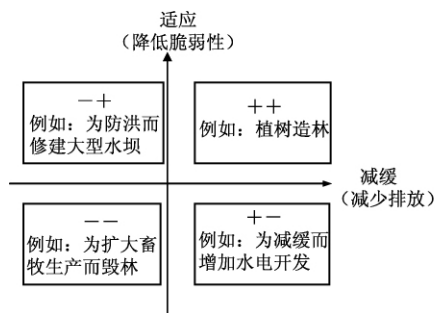 适应
（降低脆弱性）
－＋
例如：为防洪而
修建大型水坝
＋＋
例如：植树造林
减缓
（减少排放）
－－
例如：为扩大畜
牧生产而毁林
＋－
例如：为减缓而
增加水电开发